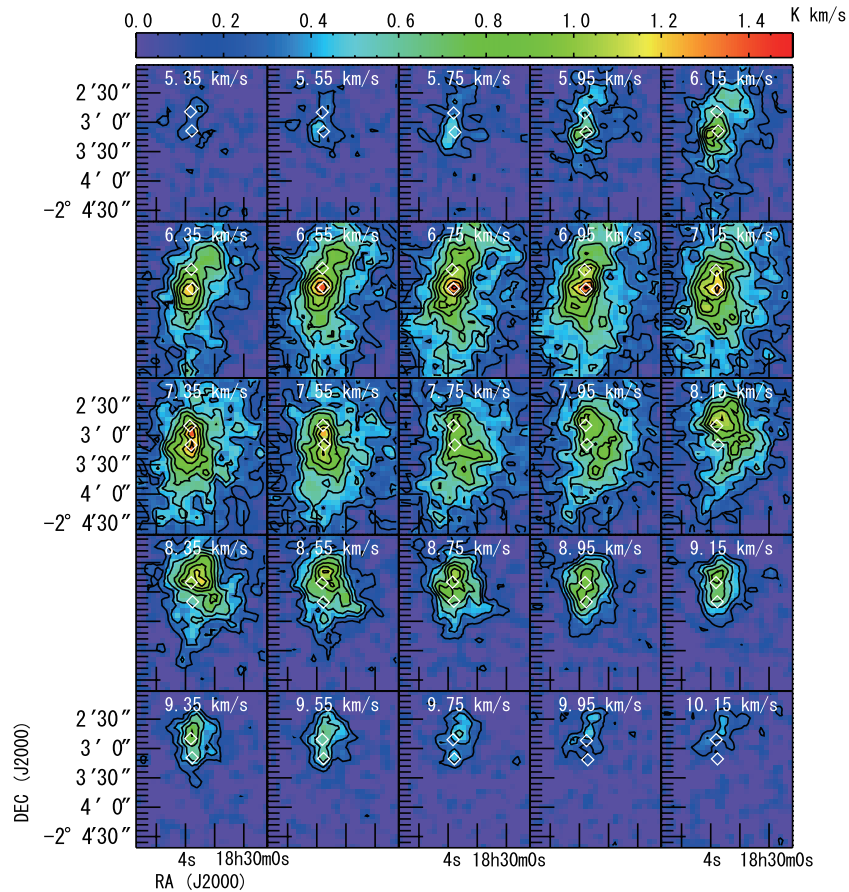 0.0 0.2 0.4 0.6 0.8 1.0 1.2 1.4 K km/s
5.35 km/s 5.55 km/s 5.75 km/s 5.95 km/s 6.15 km/s
2′30″
3′ 0″
3′30″
4′ 0″
-2° 4′30″
6.35 km/s 6.55 km/s 6.75 km/s 6.95 km/s 7.15 km/s
7.35 km/s 7.55 km/s 7.75 km/s 7.95 km/s 8.15 km/s
2′30″
3′ 0″
3′30″
4′ 0″
-2° 4′30″
8.35 km/s 8.55 km/s 8.75 km/s 8.95 km/s 9.15 km/s
9.35 km/s 9.55 km/s 9.75 km/s 9.95 km/s 10.15 km/s
2′30″
3′ 0″
3′30″
4′ 0″
-2° 4′30″
DEC (J2000)
4s 18h30m0s 4s 18h30m0s 4s 18h30m0s
RA (J2000)